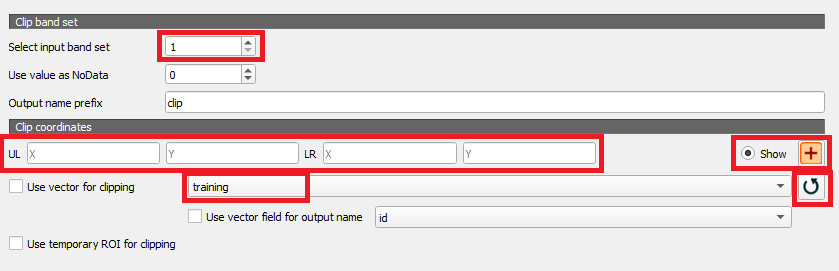 Clip band set
Select input band set 1
Use value as NoData 0
Output name prefix clip
Clip coordinates
UL X Y LR X Y Show
Use vector for clipping training
Use vector field for output name id
Use temporary ROI for clipping